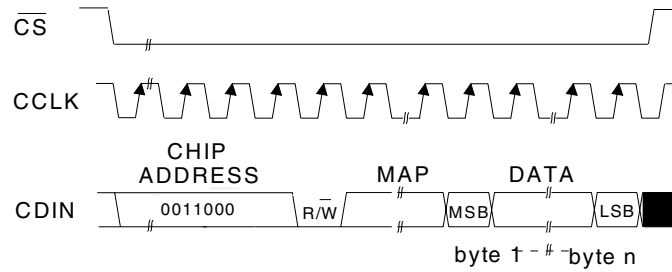 CS
CCLK
CHIP
ADDRESS
MAP
DATA
CDIN
0011000
R/W
MSB
LSB
byte 1
byte n